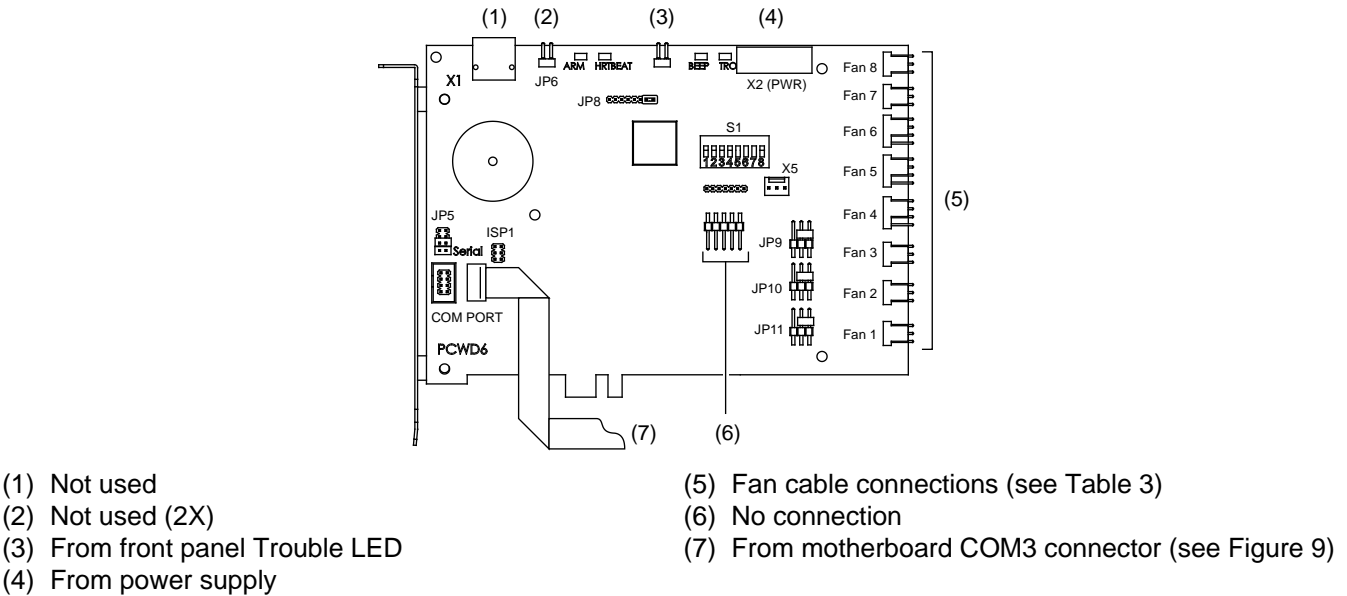 (1) (2) (3) (4)
ARM HRTBEAT BEEP TRO
X1 JP6 X2 (PWR) Fan 8
JP8 Fan 7
S1 Fan 6
12345678
X5 Fan 5
(5)
JP5 Fan 4
ISP1 JP9
Serial Fan 3
JP10 Fan 2
COM PORT
JP11 Fan 1
PCWD6
(7) (6)
(1) Not used
(2) Not used (2X)
(3) From front panel Trouble LED
(4) From power supply
(5) Fan cable connections (see Table 3)
(6) No connection
(7) From motherboard COM3 connector (see Figure 9)